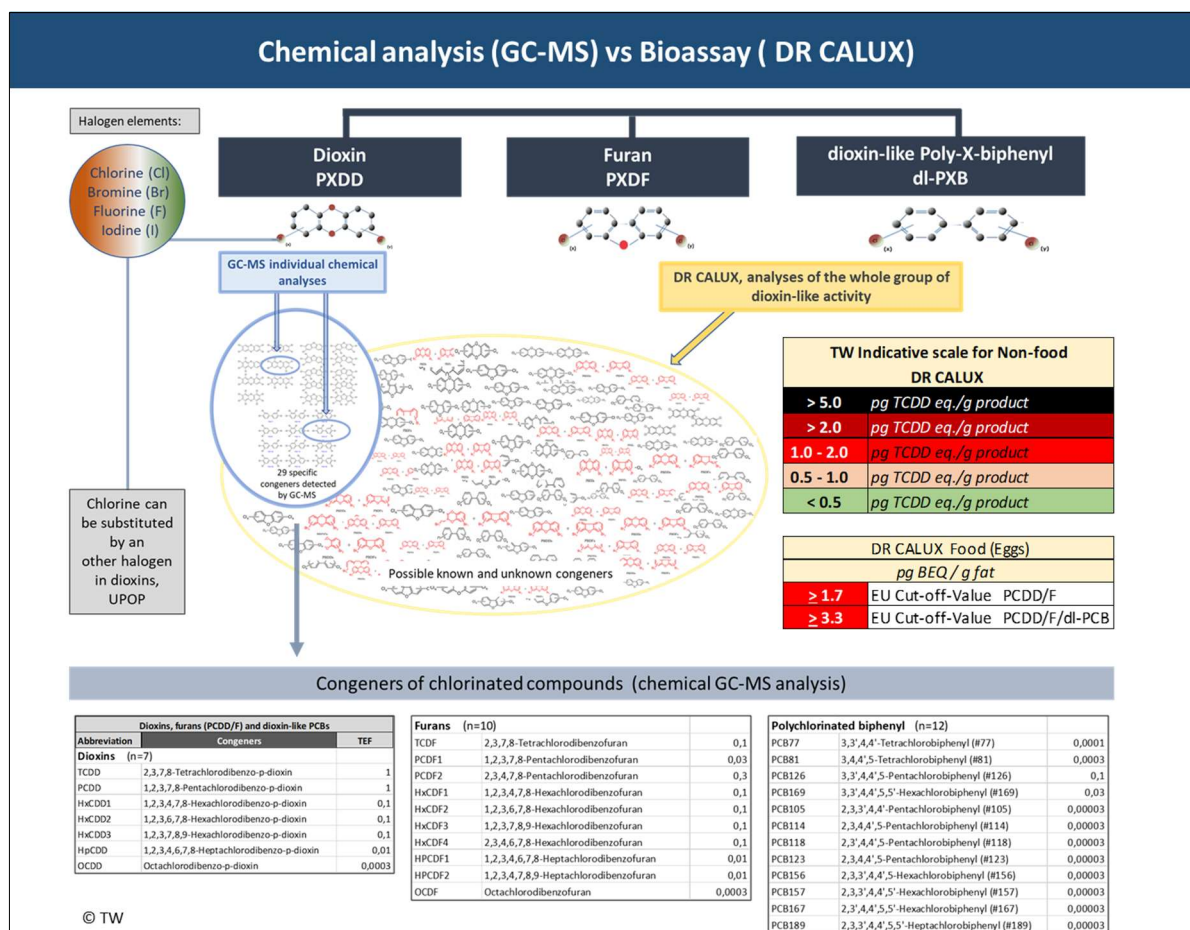 Chemical analysis (GC-MS) vs Bioassay ( DR CALUX)
Halogen elements:
Chlorine (Cl)
Bromine (Br)
Fluorine (F)
Iodine (I)
Dioxin
PXDD
Furan
PXDF
dioxin-like Poly-X-biphenyl
dl-PXB
(x)
(y)
(x)
(y)
(x)
(y)
GC-MS individual chemical
analyses
DR CALUX, analyses of the whole group of
dioxin-like activity
29 specific
congeners detected
by GC-MS
Possible known and unknown congeners
Chlorine can
be substituted
by an
other halogen
in dioxins,
UPOP
TW Indicative scale for Non-food
DR CALUX
> 5.0 pg TCDD eq./g product
> 2.0 pg TCDD eq./g product
1.0 - 2.0 pg TCDD eq./g product
0.5 - 1.0 pg TCDD eq./g product
< 0.5 pg TCDD eq./g product
DR CALUX Food (Eggs)
pg BEQ / g fat
≥ 1.7 EU Cut-off-Value PCDD/F
≥ 3.3 EU Cut-off-Value PCDD/F/dl-PCB
Congeners of chlorinated compounds (chemical GC-MS analysis)
Dioxins, furans (PCDD/F) and dioxin-like PCBs
Abbreviation Congeners TEF
Dioxins (n=7)
TCDD 2,3,7,8-Tetrachlorodibenzo-p-dioxin 1
PCDD 1,2,3,7,8-Pentachlorodibenzo-p-dioxin 1
HxCDD1 1,2,3,4,7,8-Hexachlorodibenzo-p-dioxin 0,1
HxCDD2 1,2,3,6,7,8-Hexachlorodibenzo-p-dioxin 0,1
HxCDD3 1,2,3,7,8,9-Hexachlorodibenzo-p-dioxin 0,1
HpCDD 1,2,3,4,6,7,8-Heptachlorodibenzo-p-dioxin 0,01
OCDD Octachlorodibenzo-p-dioxin 0,0003
Furans (n=10)
TCDF 2,3,7,8-Tetrachlorodibenzofuran 0,1
PCDF1 1,2,3,7,8-Pentachlorodibenzofuran 0,03
PCDF2 2,3,4,7,8-Pentachlorodibenzofuran 0,3
HxCDF1 1,2,3,4,7,8-Hexachlorodibenzofuran 0,1
HxCDF2 1,2,3,6,7,8-Hexachlorodibenzofuran 0,1
HxCDF3 1,2,3,7,8,9-Hexachlorodibenzofuran 0,1
HxCDF4 2,3,4,6,7,8-Hexachlorodibenzofuran 0,1
HPCDF1 1,2,3,4,6,7,8-Heptachlorodibenzofuran 0,01
HPCDF2 1,2,3,4,7,8,9-Heptachlorodibenzofuran 0,01
OCDF Octachlorodibenzofuran 0,0003
Polychlorinated biphenyl (n=12)
PCB77 3,3',4,4'-Tetrachlorobiphenyl (#77) 0,0001
PCB81 3,4,4',5-Tetrachlorobiphenyl (#81) 0,0003
PCB126 3,3',4,4',5-Pentachlorobiphenyl (#126) 0,1
PCB169 3,3',4,4',5,5'-Hexachlorobiphenyl (#169) 0,03
PCB105 2,3,3',4,4'-Pentachlorobiphenyl (#105) 0,00003
PCB114 2,3,4,4',5-Pentachlorobiphenyl (#114) 0,00003
PCB118 2,3',4,4',5-Pentachlorobiphenyl (#118) 0,00003
PCB123 2,3,4,4',5-Pentachlorobiphenyl (#123) 0,00003
PCB156 2,3,3',4,4',5-Hexachlorobiphenyl (#156) 0,00003
PCB157 2,3,3',4,4',5'-Hexachlorobiphenyl (#157) 0,00003
PCB167 2,3',4,4',5,5'-Hexachlorobiphenyl (#167) 0,00003
PCB189 2,3,3',4,4',5,5'-Heptachlorobiphenyl (#189) 0,00003
© TW